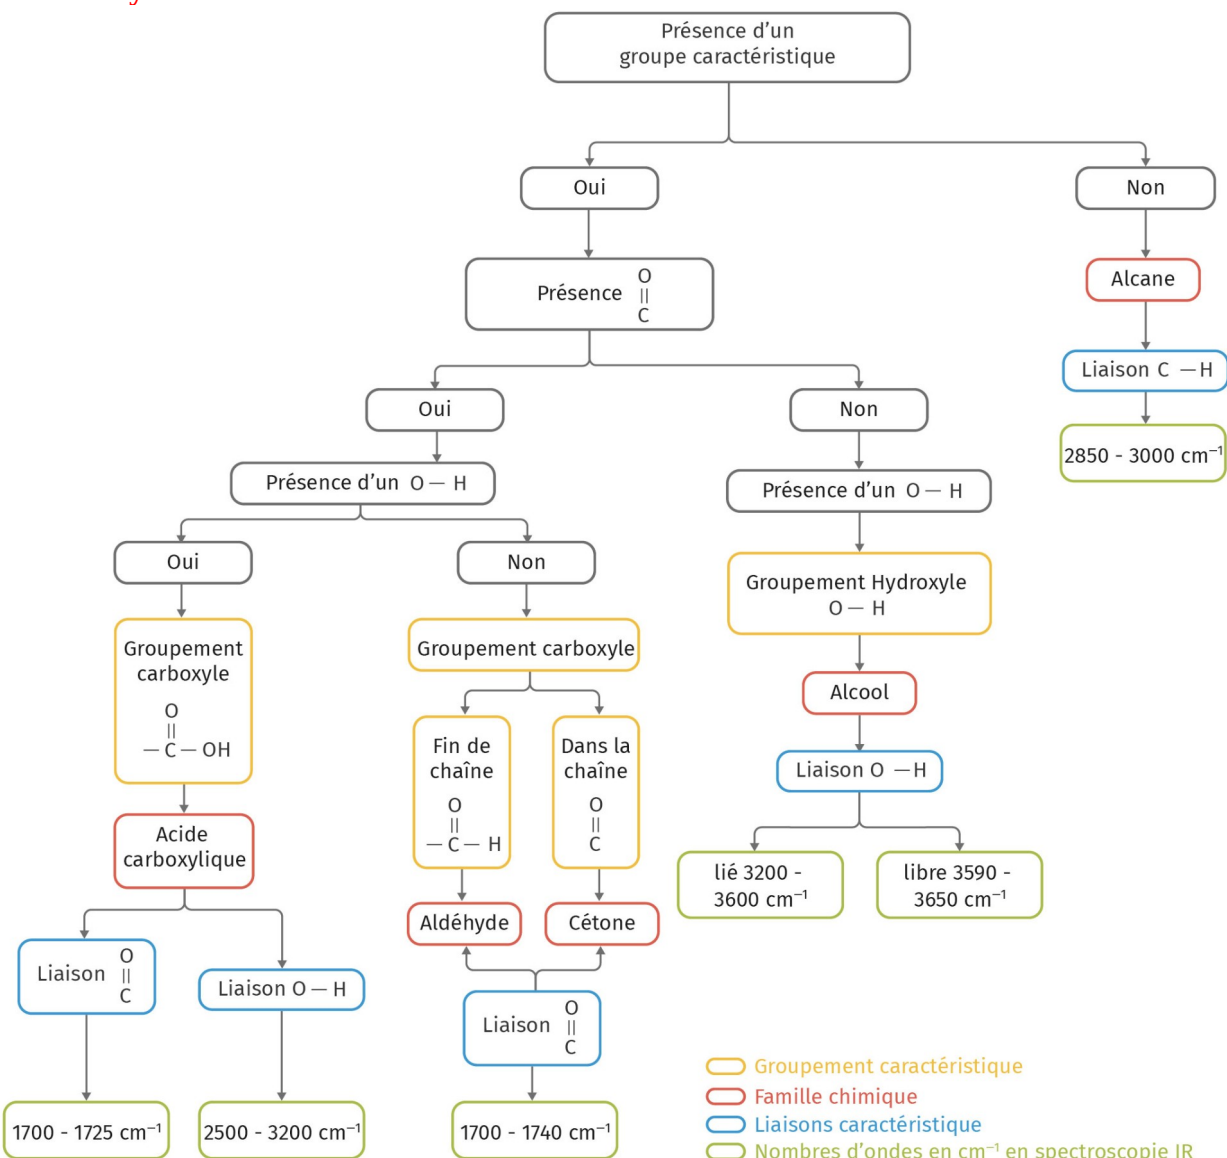 Présence d'un
groupe caractéristique
Oui
Non
Présence
O
||
C
Alcane
Liaison C — H
2850 - 3000 cm⁻¹
Oui
Non
Présence d'un O — H
Présence d'un O — H
Oui
Non
Groupement Hydroxyle
O — H
Groupement
carboxyle
O
||
— C — OH
Groupement carboxyle
Alcool
Fin de
chaîne
O
||
— C — H
Dans la
chaîne
O
||
C
Liaison O — H
Acide
carboxylique
lié 3200 -
3600 cm⁻¹
libre 3590 -
3650 cm⁻¹
Aldéhyde
Cétone
Liaison
O
||
C
Liaison O — H
Liaison
O
||
C
1700 - 1725 cm⁻¹
2500 - 3200 cm⁻¹
1700 - 1740 cm⁻¹
Groupement caractéristique
Famille chimique
Liaisons caractéristique
Nombres d'ondes en cm⁻¹ en spectroscopie IR